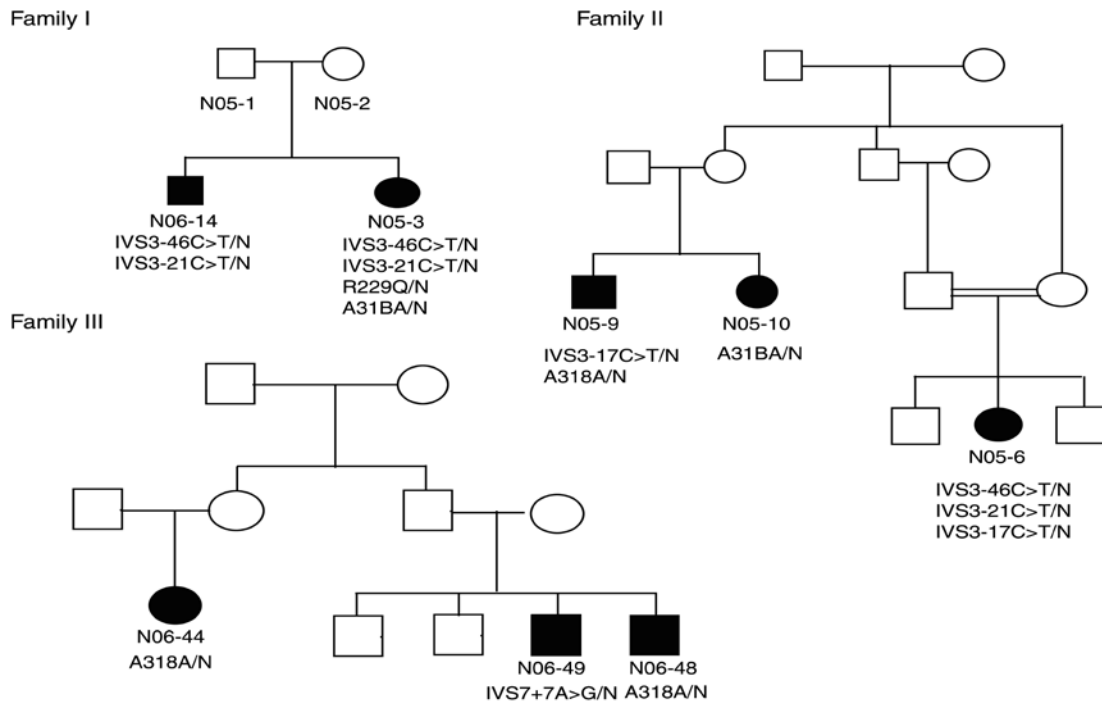 Family I
N05-1
N05-2
N06-14
IVS3-46C>T/N
IVS3-21C>T/N
N05-3
IVS3-46C>T/N
IVS3-21C>T/N
R229Q/N
A31BA/N
Family II
N05-9
IVS3-17C>T/N
A318A/N
N05-10
A31BA/N
N05-6
IVS3-46C>T/N
IVS3-21C>T/N
IVS3-17C>T/N
Family III
N06-44
A318A/N
N06-49
IVS7+7A>G/N
N06-48
A318A/N